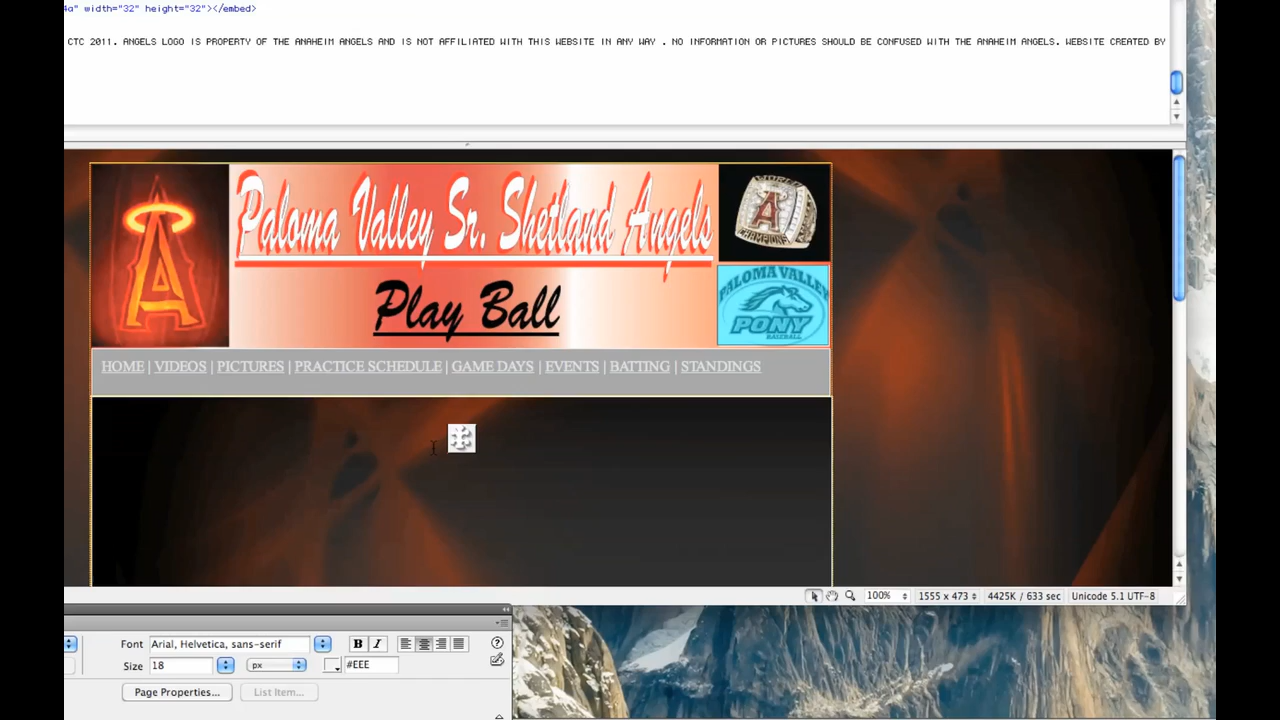 4a" width="32" height="32"></embed>
CTC 2011. ANGELS LOGO IS PROPERTY OF THE ANAHEIM ANGELS AND IS NOT AFFILIATED WITH THIS WEBSITE IN ANY WAY . NO INFORMATION OR PICTURES SHOULD BE CONFUSED WITH THE ANAHEIM ANGELS. WEBSITE CREATED BY
Paloma Valley Sr. Shetland Angels
Play Ball
A
WORLD
A
CHAMPIONS
PALOMA VALLEY
PONY
BASEBALL
HOME | VIDEOS | PICTURES | PRACTICE SCHEDULE | GAME DAYS | EVENTS | BATTING | STANDINGS
100% 1555 x 473 4425K / 633 sec Unicode 5.1 UTF-8
Font Arial, Helvetica, sans-serif B I
Size 18 px #EEE
Page Properties... List Item...